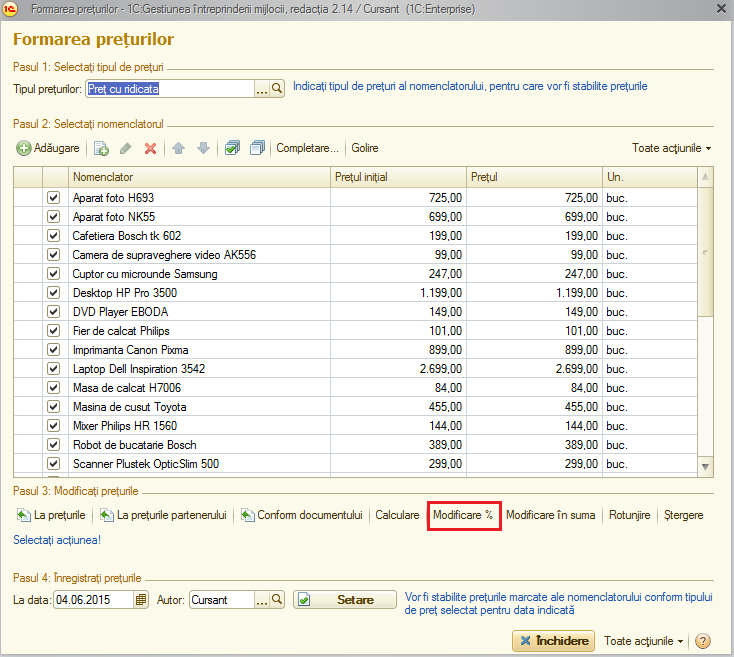 Formarea prețurilor - 1C:Gestiunea întreprinderii mijlocii, redacția 2.14 / Cursant (1C:Enterprise)
Formarea prețurilor
Pasul 1: Selectați tipul de prețuri
Tipul prețurilor: Preț cu ridicata ... Indicați tipul de prețuri al nomenclatorului, pentru care vor fi stabilite prețurile
Pasul 2: Selectați nomenclatorul
Adăugare Completare... Golire Toate acțiunile
Nomenclator Prețul inițial Prețul Un.
Aparat foto H693 725,00 725,00 buc.
Aparat foto NK55 699,00 699,00 buc.
Cafetiera Bosch tk 602 199,00 199,00 buc.
Camera de supraveghere video AK556 99,00 99,00 buc.
Cuptor cu microunde Samsung 247,00 247,00 buc.
Desktop HP Pro 3500 1.199,00 1.199,00 buc.
DVD Player EBODA 149,00 149,00 buc.
Fier de calcat Philips 101,00 101,00 buc.
Imprimanta Canon Pixma 899,00 899,00 buc.
Laptop Dell Inspiration 3542 2.699,00 2.699,00 buc.
Masa de calcat H7006 84,00 84,00 buc.
Masina de cusut Toyota 455,00 455,00 buc.
Mixer Philips HR 1560 144,00 144,00 buc.
Robot de bucatarie Bosch 389,00 389,00 buc.
Scanner Plustek OpticSlim 500 299,00 299,00 buc.
Pasul 3: Modificați prețurile
La prețurile La prețurile partenerului Conform documentului Calculare Modificare % Modificare în suma Rotunjire Ștergere
Selectați acțiunea!
Pasul 4: Înregistrați prețurile
La data: 04.06.2015 Autor: Cursant ... Setare Vor fi stabilite prețurile marcate ale nomenclatorului conform tipului
de preț selectat pentru data indicată
Închidere Toate acțiunile ?